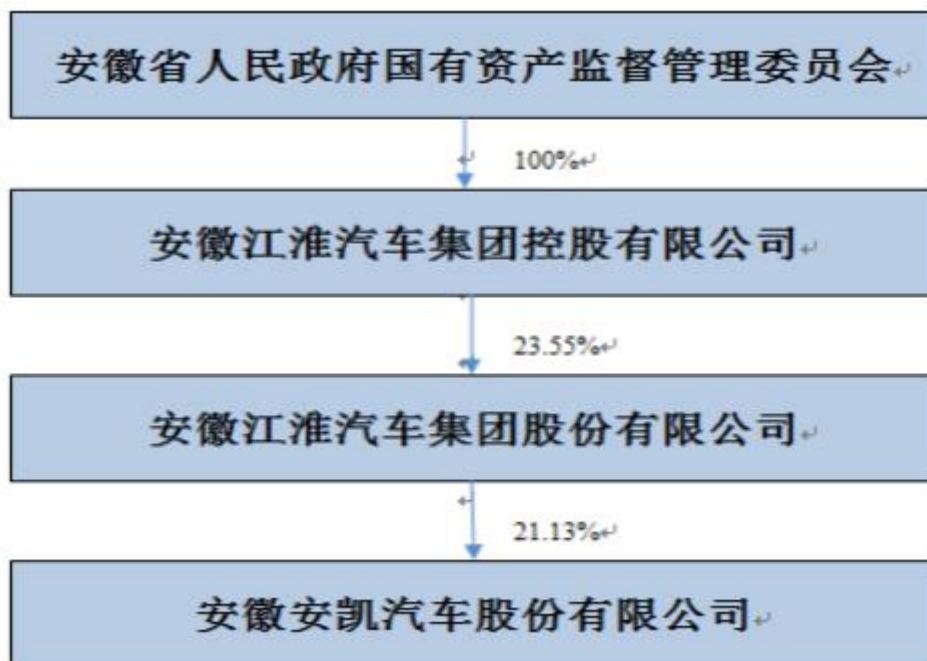 安徽省人民政府国有资产监督管理委员会
100%
安徽江淮汽车集团控股有限公司
23.55%
安徽江淮汽车集团股份有限公司
21.13%
安徽安凯汽车股份有限公司